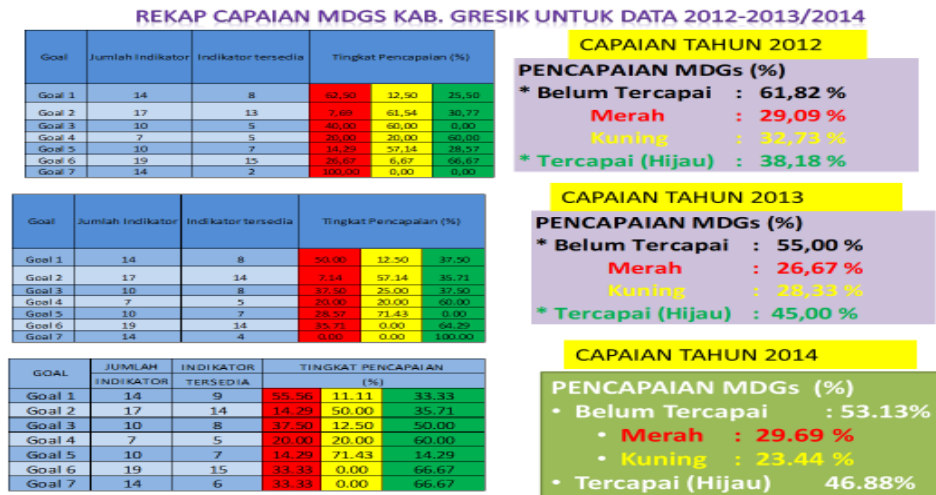 REKAP CAPAIAN MDGS KAB. GRESIK UNTUK DATA 2012-2013/2014
Goal Jumlah Indikator Indikator tersedia Tingkat Pencapaian (%)
Goal 1 14 8 62,50 12,50 25,50
Goal 2 17 13 7,69 61,54 30,77
Goal 3 10 5 40,00 60,00 0,00
Goal 4 7 5 20,00 20,00 60,00
Goal 5 10 7 14,29 57,14 28,57
Goal 6 19 15 26,67 6,67 66,67
Goal 7 14 2 100,00 0,00 0,00
CAPAIAN TAHUN 2012
PENCAPAIAN MDGs (%)
* Belum Tercapai : 61,82 %
Merah : 29,09 %
Kuning : 32,73 %
* Tercapai (Hijau) : 38,18 %
Goal Jumlah Indikator Indikator tersedia Tingkat Pencapaian (%)
Goal 1 14 8 50.00 12.50 37.50
Goal 2 17 14 7.14 57.14 35.71
Goal 3 10 8 37.50 25.00 37.50
Goal 4 7 5 20.00 20.00 60.00
Goal 5 10 7 28.57 71.43 0.00
Goal 6 19 14 35.71 0.00 64.29
Goal 7 14 4 0.00 0.00 100.00
CAPAIAN TAHUN 2013
PENCAPAIAN MDGs (%)
* Belum Tercapai : 55,00 %
Merah : 26,67 %
Kuning : 28,33 %
* Tercapai (Hijau) : 45,00 %
GOAL JUMLAH INDIKATOR TINGKAT PENCAPAIAN
INDIKATOR TERSEDIA (%)
Goal 1 14 9 55.56 11.11 33.33
Goal 2 17 14 14.29 50.00 35.71
Goal 3 10 8 37.50 12.50 50.00
Goal 4 7 5 20.00 20.00 60.00
Goal 5 10 7 14.29 71.43 14.29
Goal 6 19 15 33.33 0.00 66.67
Goal 7 14 6 33.33 0.00 66.67
CAPAIAN TAHUN 2014
PENCAPAIAN MDGs (%)
• Belum Tercapai : 53.13%
• Merah : 29.69 %
• Kuning : 23.44 %
• Tercapai (Hijau) 46.88%